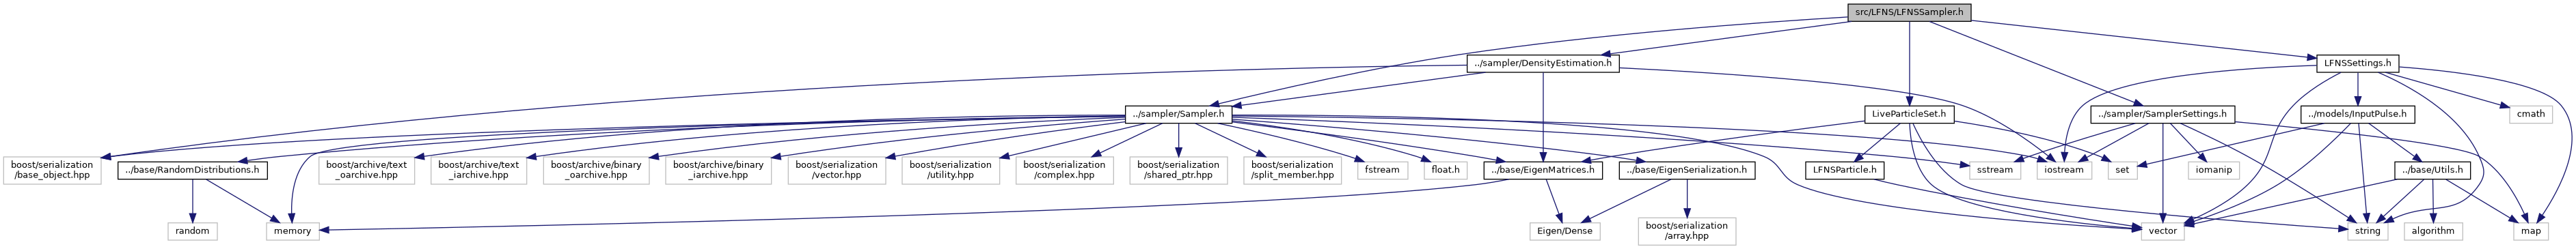 src/LFNS/LFNSSampler.h
../sampler/DensityEstimation.h
LFNSSettings.h
../sampler/Sampler.h
LiveParticleSet.h
../sampler/SamplerSettings.h
../models/InputPulse.h
cmath
boost/serialization
/base_object.hpp
../base/RandomDistributions.h
boost/archive/text
_oarchive.hpp
boost/archive/text
_iarchive.hpp
boost/archive/binary
_oarchive.hpp
boost/archive/binary
_iarchive.hpp
boost/serialization
/vector.hpp
boost/serialization
/utility.hpp
boost/serialization
/complex.hpp
boost/serialization
/shared_ptr.hpp
boost/serialization
/split_member.hpp
fstream
float.h
../base/EigenMatrices.h
../base/EigenSerialization.h
LFNSParticle.h
sstream
iostream
set
iomanip
../base/Utils.h
random
memory
Eigen/Dense
boost/serialization
/array.hpp
vector
string
algorithm
map